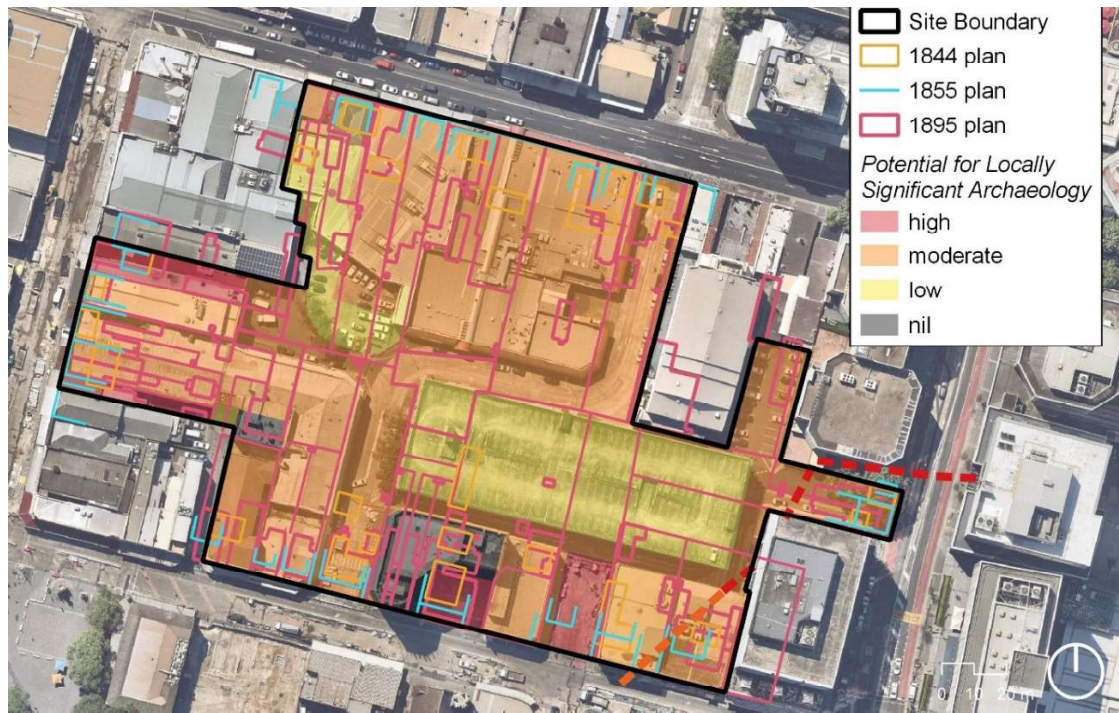 Site Boundary
1844 plan
1855 plan
1895 plan
Potential for Locally
Significant Archaeology
high
moderate
low
nil
0 10 20m